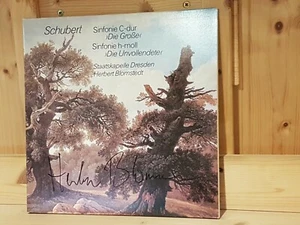 Schubert
Sinfonie C-dur
›Die Große‹
Sinfonie h-moll
›Die Unvollendete‹
Staatskapelle Dresden
Herbert Blomstedt